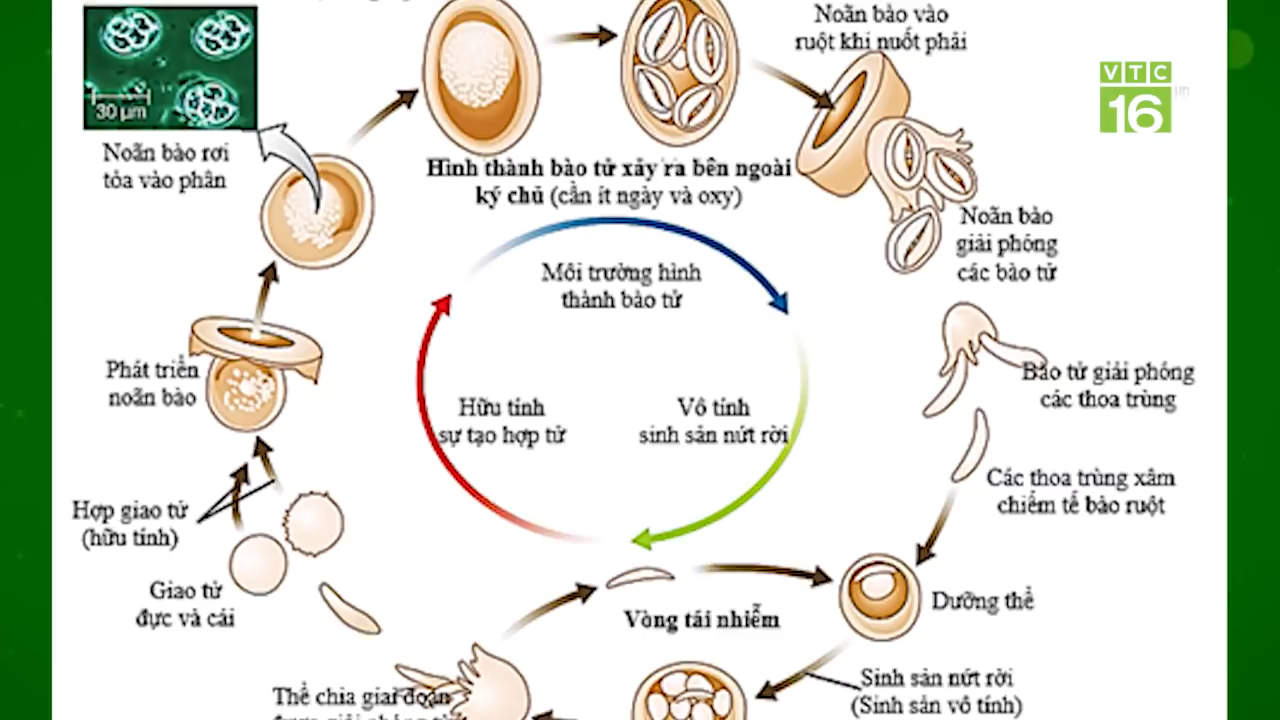 Noãn bào vào
ruột khi nuốt phải
VTC
16
30 µm
Noãn bào rơi
tỏa vào phân
Hình thành bào tử xảy ra bên ngoài
ký chủ (cần ít ngày và oxy)
Noãn bào
giải phóng
các bào tử
Môi trường hình
thành bào tử
Phát triển
noãn bào
Bào tử giải phóng
các thoa trùng
Hữu tính
sự tạo hợp tử
Vô tính
sinh sản nứt rời
Các thoa trùng xâm
chiếm tế bào ruột
Hợp giao tử
(hữu tính)
Giao tử
đực và cái
Dưỡng thể
Vòng tái nhiễm
Thể chia giai đoạn
Sinh sản nứt rời
(Sinh sản vô tính)